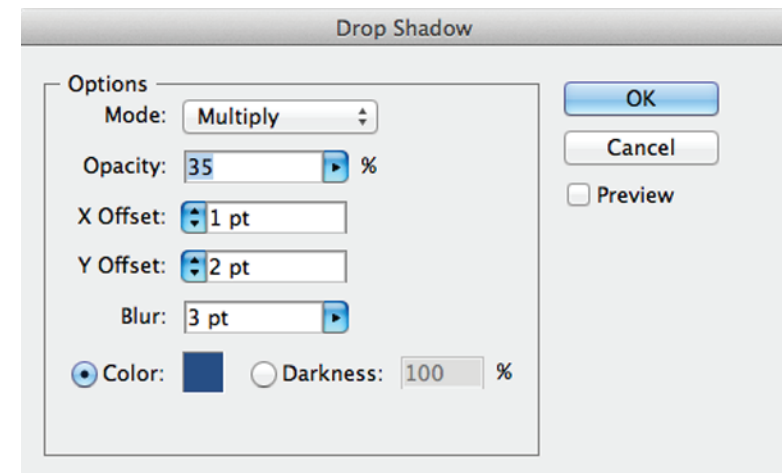 Drop Shadow
Options
Mode: Multiply
Opacity: 35 %
X Offset: 1 pt
Y Offset: 2 pt
Blur: 3 pt
Color: Darkness: 100 %
OK
Cancel
Preview